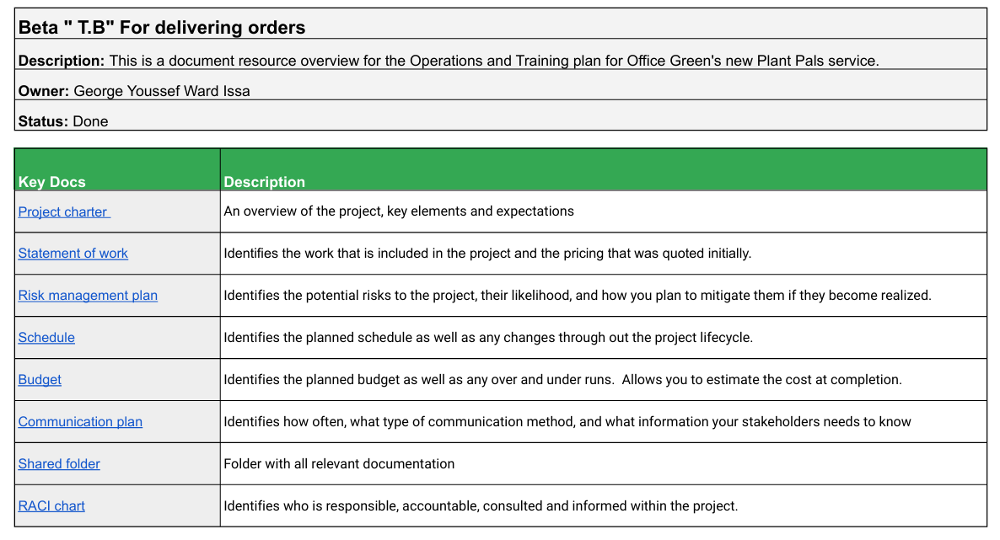 Beta " T.B" For delivering orders
Description: This is a document resource overview for the Operations and Training plan for Office Green's new Plant Pals service.
Owner: George Youssef Ward Issa
Status: Done
Key Docs Description
Project charter An overview of the project, key elements and expectations
Statement of work Identifies the work that is included in the project and the pricing that was quoted initially.
Risk management plan Identifies the potential risks to the project, their likelihood, and how you plan to mitigate them if they become realized.
Schedule Identifies the planned schedule as well as any changes through out the project lifecycle.
Budget Identifies the planned budget as well as any over and under runs.  Allows you to estimate the cost at completion.
Communication plan Identifies how often, what type of communication method, and what information your stakeholders needs to know
Shared folder Folder with all relevant documentation
RACI chart Identifies who is responsible, accountable, consulted and informed within the project.